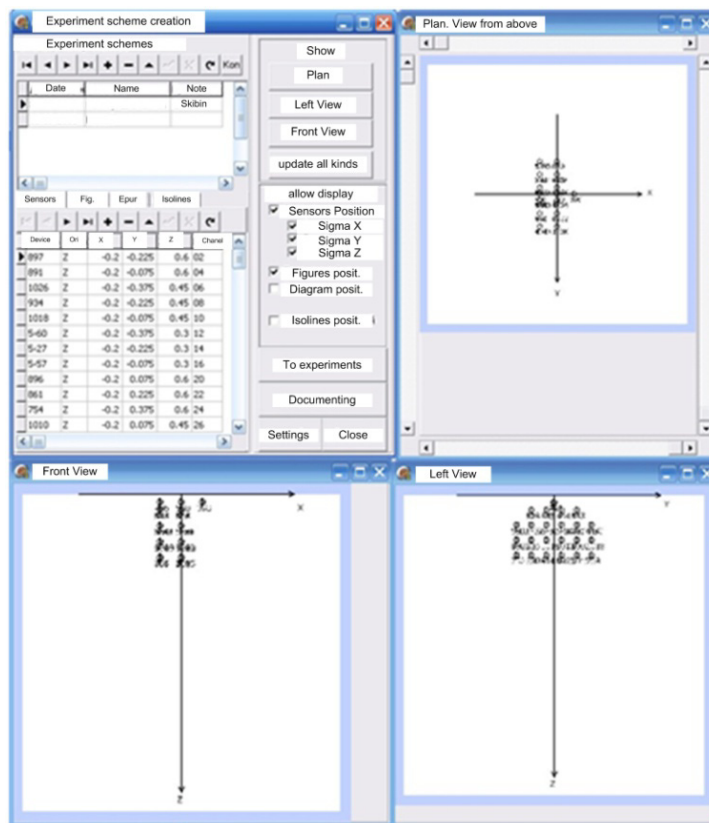 Experiment scheme creation
Experiment schemes
Kon
Date Name Note
Skibin
Sensors Fig. Epur Isolines
Device Ori X Y Z Chanel
897 Z -0.2 -0.225 0.6 02
891 Z -0.2 -0.075 0.6 04
1026 Z -0.2 -0.375 0.45 06
934 Z -0.2 -0.225 0.45 08
1018 Z -0.2 -0.075 0.45 10
5-60 Z -0.2 -0.375 0.3 12
5-27 Z -0.2 -0.225 0.3 14
5-57 Z -0.2 -0.075 0.3 16
896 Z -0.2 0.075 0.6 20
861 Z -0.2 0.225 0.6 22
754 Z -0.2 0.375 0.6 24
1010 Z -0.2 0.075 0.45 26
Show
Plan
Left View
Front View
update all kinds
allow display
Sensors Position
Sigma X
Sigma Y
Sigma Z
Figures posit.
Diagram posit.
Isolines posit.
To experiments
Documenting
Settings Close
Plan. View from above
X
Y
Front View
X
Z
Left View
Y
Z